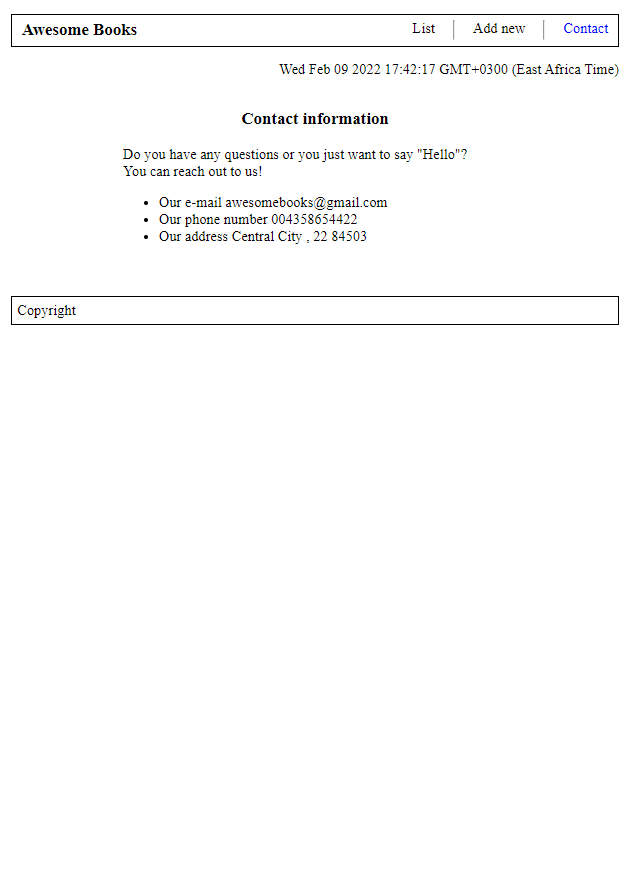 Awesome Books List Add new Contact
Wed Feb 09 2022 17:42:17 GMT+0300 (East Africa Time)
Contact information
Do you have any questions or you just want to say "Hello"?
You can reach out to us!
• Our e-mail awesomebooks@gmail.com
• Our phone number 004358654422
• Our address Central City , 22 84503
Copyright